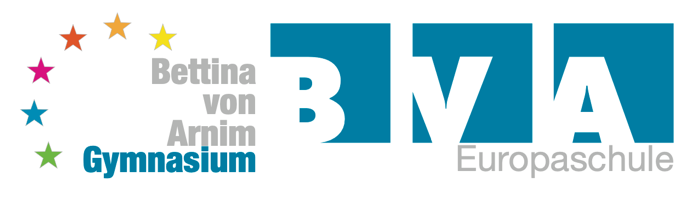 Bettina
von
Arnim
Gymnasium
BVA
Europaschule